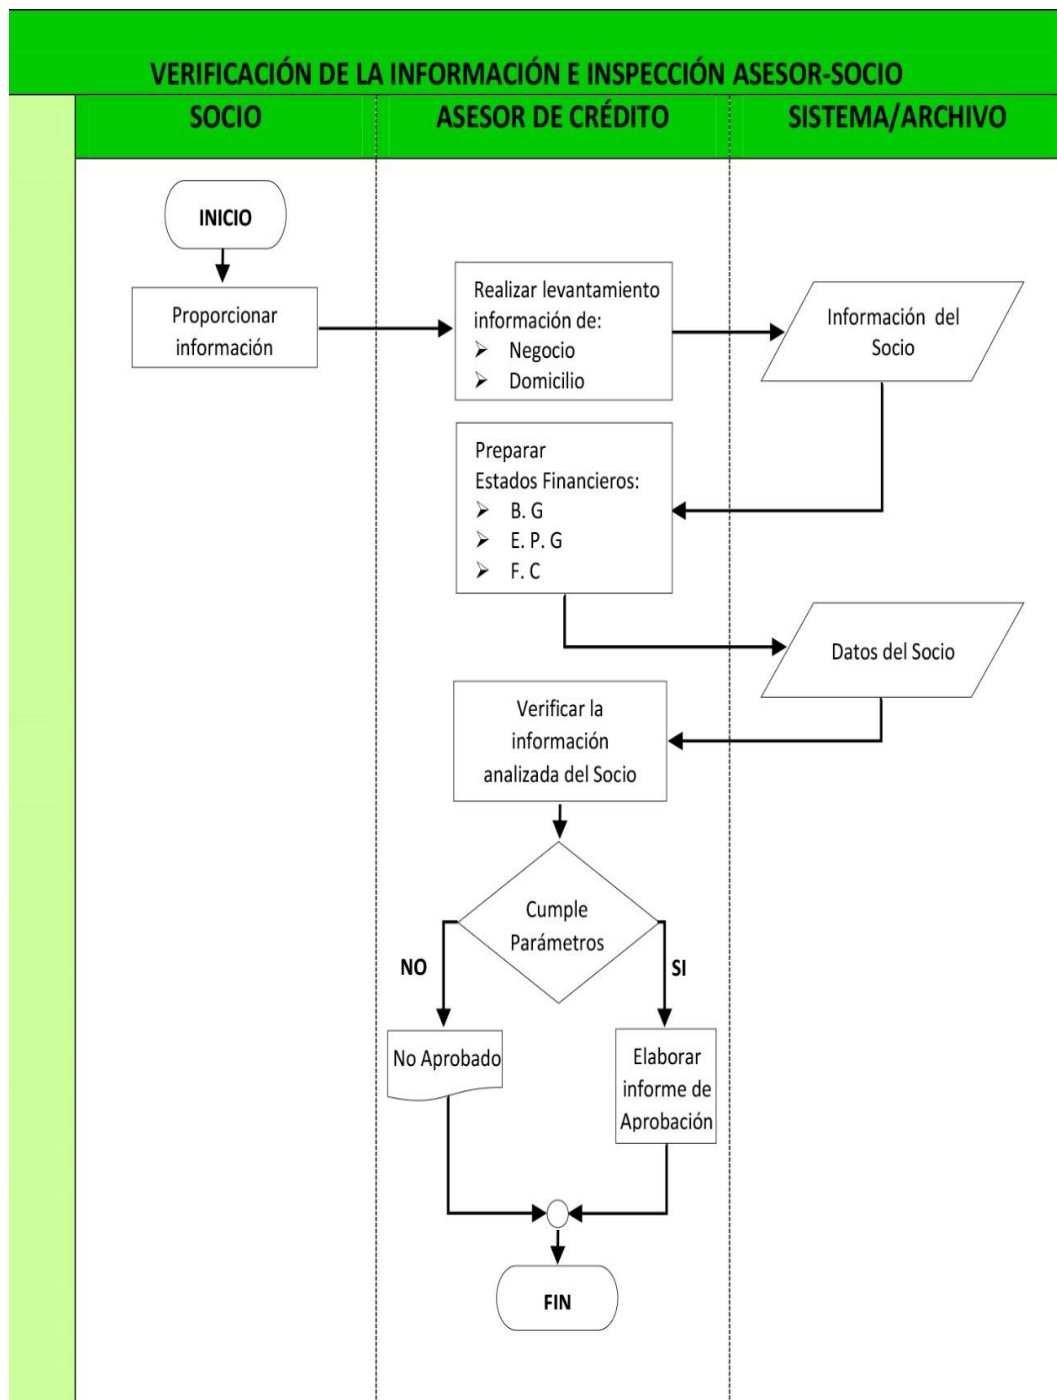 VERIFICACIÓN DE LA INFORMACIÓN E INSPECCIÓN ASESOR-SOCIO
SOCIO
ASESOR DE CRÉDITO
SISTEMA/ARCHIVO
INICIO
Proporcionar
información
Realizar levantamiento
información de:
➢ Negocio
➢ Domicilio
Información del
Socio
Preparar
Estados Financieros:
➢ B. G
➢ E. P. G
➢ F. C
Datos del Socio
Verificar la
información
analizada del Socio
Cumple
Parámetros
NO
SI
No Aprobado
Elaborar
informe de
Aprobación
FIN